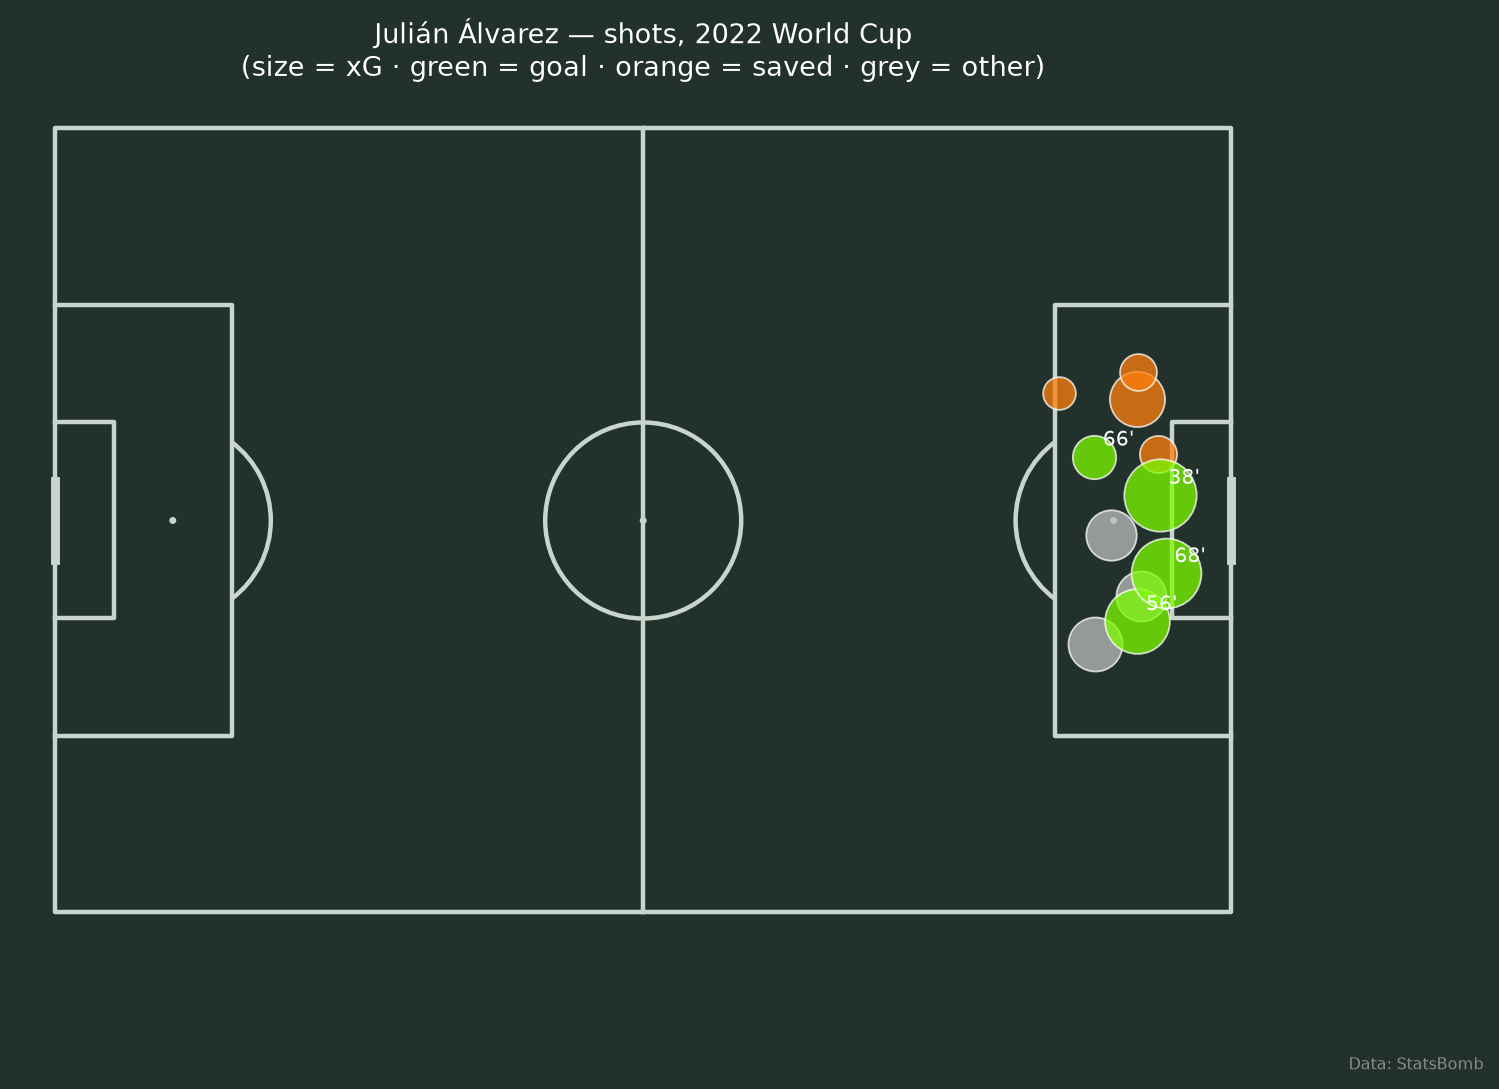 Julián Álvarez — shots, 2022 World Cup
(size = xG · green = goal · orange = saved · grey = other)
66'
38'
68'
56'
Data: StatsBomb